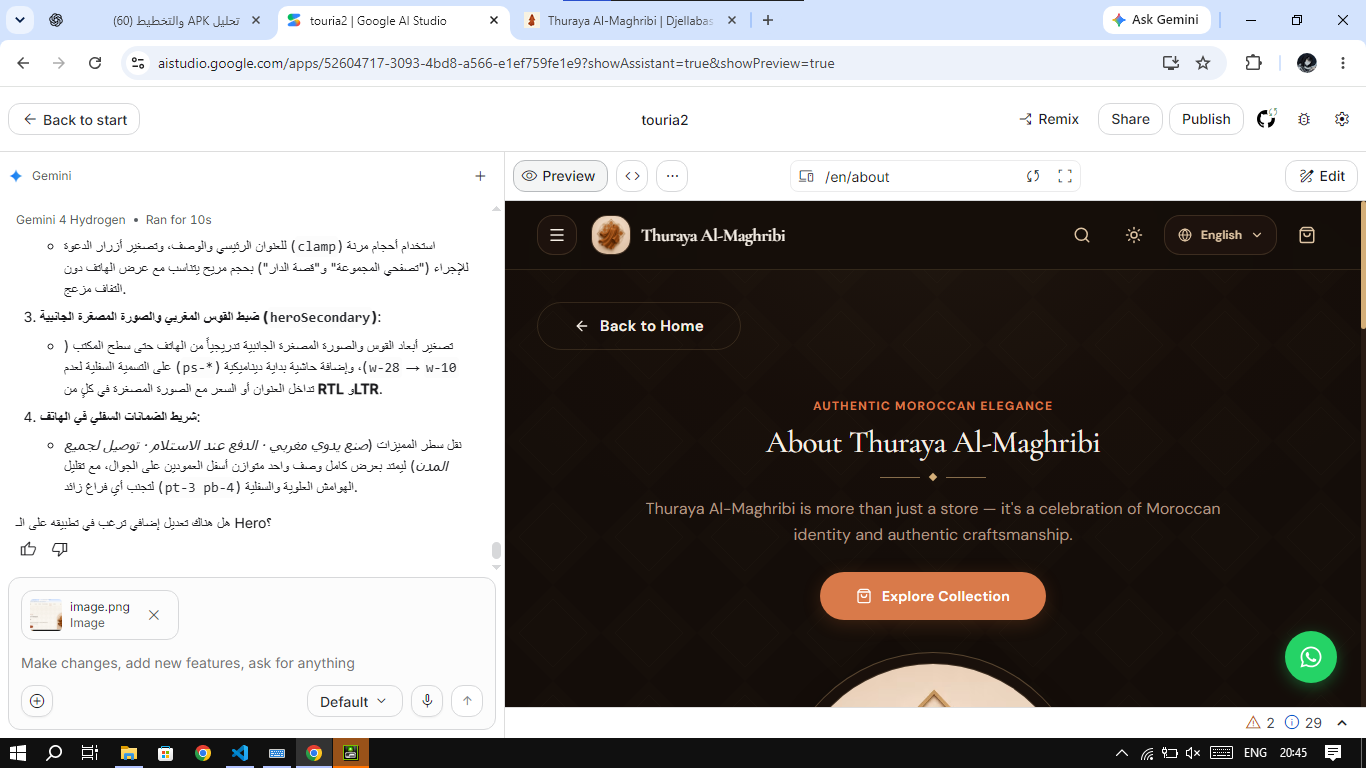 تحليل APK والتخطيط (60)
touria2 | Google AI Studio
Thuraya Al-Maghribi | Djellabas
Ask Gemini
aistudio.google.com/apps/52604717-3093-4bd8-a566-e1ef759fe1e9?showAssistant=true&showPreview=true
Back to start
touria2
Remix
Share
Publish
Gemini
Gemini 4 Hydrogen • Ran for 10s
استخدام أحجام مرنة (clamp) للعنوان الرئيسي والوصف، وتصغير أزرار الدعوة
للإجراء ("تصفحي المجموعة" و"قصة الدار") بحجم مريح يتناسب مع عرض الهاتف دون
التفاف مزعج.
3. ضبط القوس المغربي والصورة المصغرة الجانبية (heroSecondary):
تصغير أبعاد القوس والصورة المصغرة الجانبية تدريجياً من الهاتف حتى سطح المكتب (
w-28 → w-10)، وإضافة حاشية بداية ديناميكية (ps-*) على التسمية السفلية لعدم
تداخل العنوان أو السعر مع الصورة المصغرة في كلٍ من RTL و LTR.
4. شريط الضمانات السفلي في الهاتف:
نقل سطر المميزات (صنع يدوي مغربي · الدفع عند الاستلام · توصيل لجميع
المدن) ليمتد بعرض كامل وصف واحد متوازن أسفل العمودين على الجوال، مع تقليل
الهوامش العلوية والسفلية (pt-3 pb-4) لتجنب أي فراغ زائد.
هل هناك تعديل إضافي ترغب في تطبيقه على الـ Hero؟
image.png
Image
Make changes, add new features, ask for anything
Default
Preview
/en/about
Edit
Thuraya Al-Maghribi
English
Back to Home
AUTHENTIC MOROCCAN ELEGANCE
About Thuraya Al-Maghribi
Thuraya Al-Maghribi is more than just a store — it's a celebration of Moroccan
identity and authentic craftsmanship.
Explore Collection
2
29
ENG
20:45